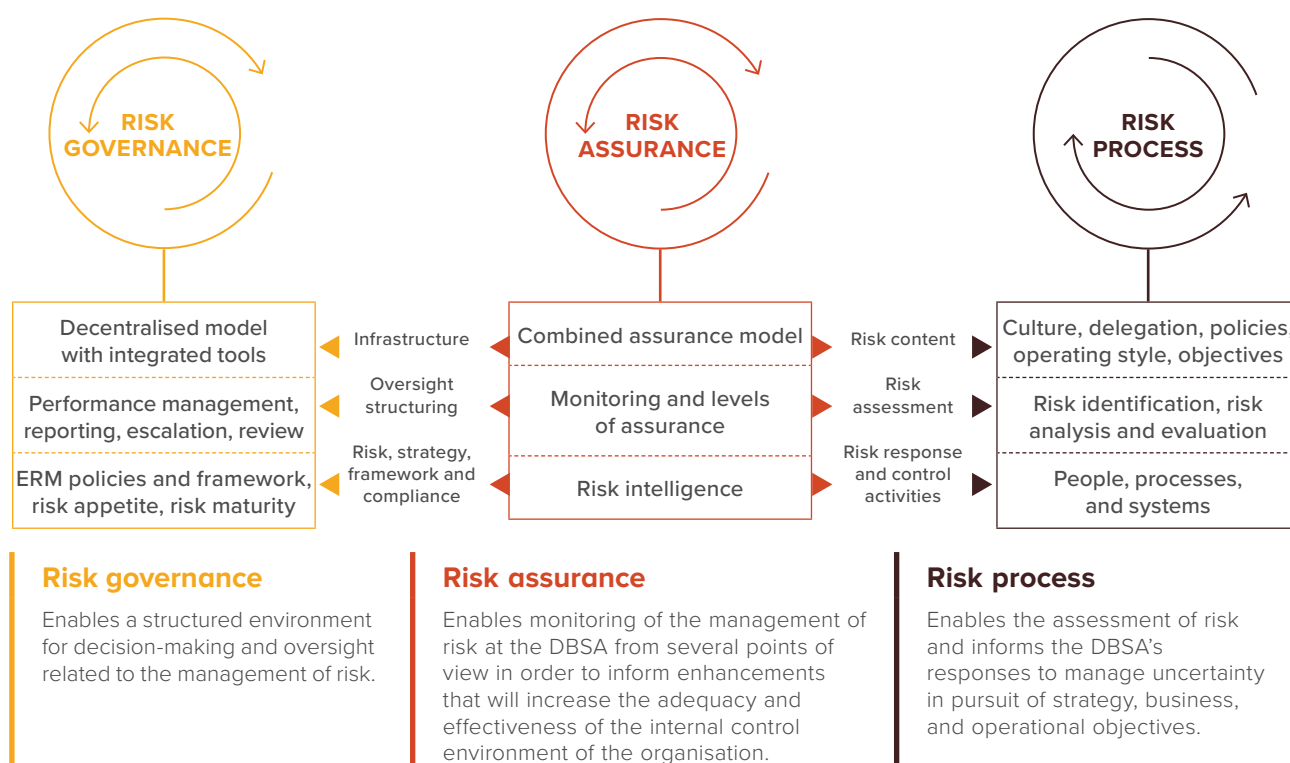 RISK
GOVERNANCE
RISK
ASSURANCE
RISK
PROCESS
Decentralised model
with integrated tools
Infrastructure
Combined assurance model
Risk content
Culture, delegation, policies,
operating style, objectives
Performance management,
reporting, escalation, review
Oversight
structuring
Monitoring and levels
of assurance
Risk
assessment
Risk identification, risk
analysis and evaluation
ERM policies and framework,
risk appetite, risk maturity
Risk, strategy,
framework and
compliance
Risk intelligence
Risk response
and control
activities
People, processes,
and systems
Risk governance
Enables a structured environment
for decision-making and oversight
related to the management of risk.
Risk assurance
Enables monitoring of the management of
risk at the DBSA from several points of
view in order to inform enhancements
that will increase the adequacy and
effectiveness of the internal control
environment of the organisation.
Risk process
Enables the assessment of risk
and informs the DBSA’s
responses to manage uncertainty
in pursuit of strategy, business,
and operational objectives.